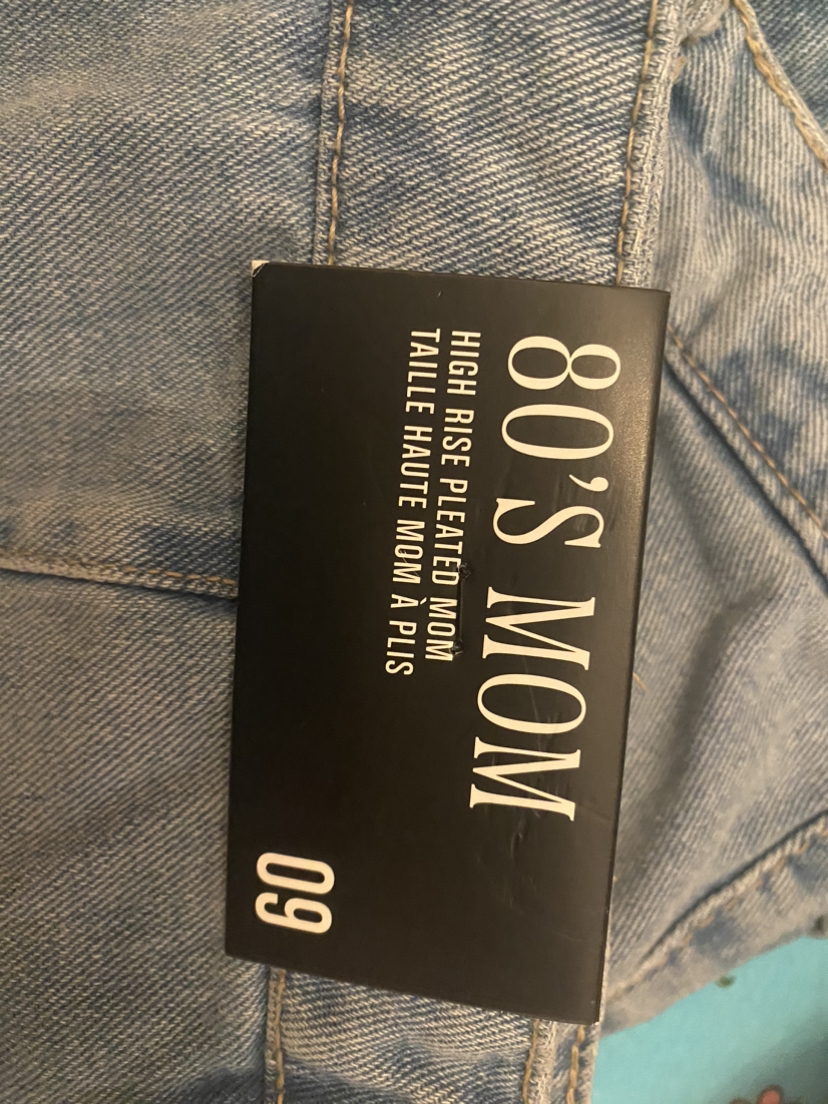 80'S MOM
HIGH RISE PLEATED MOM
TAILLE HAUTE MOM À PLIS
09